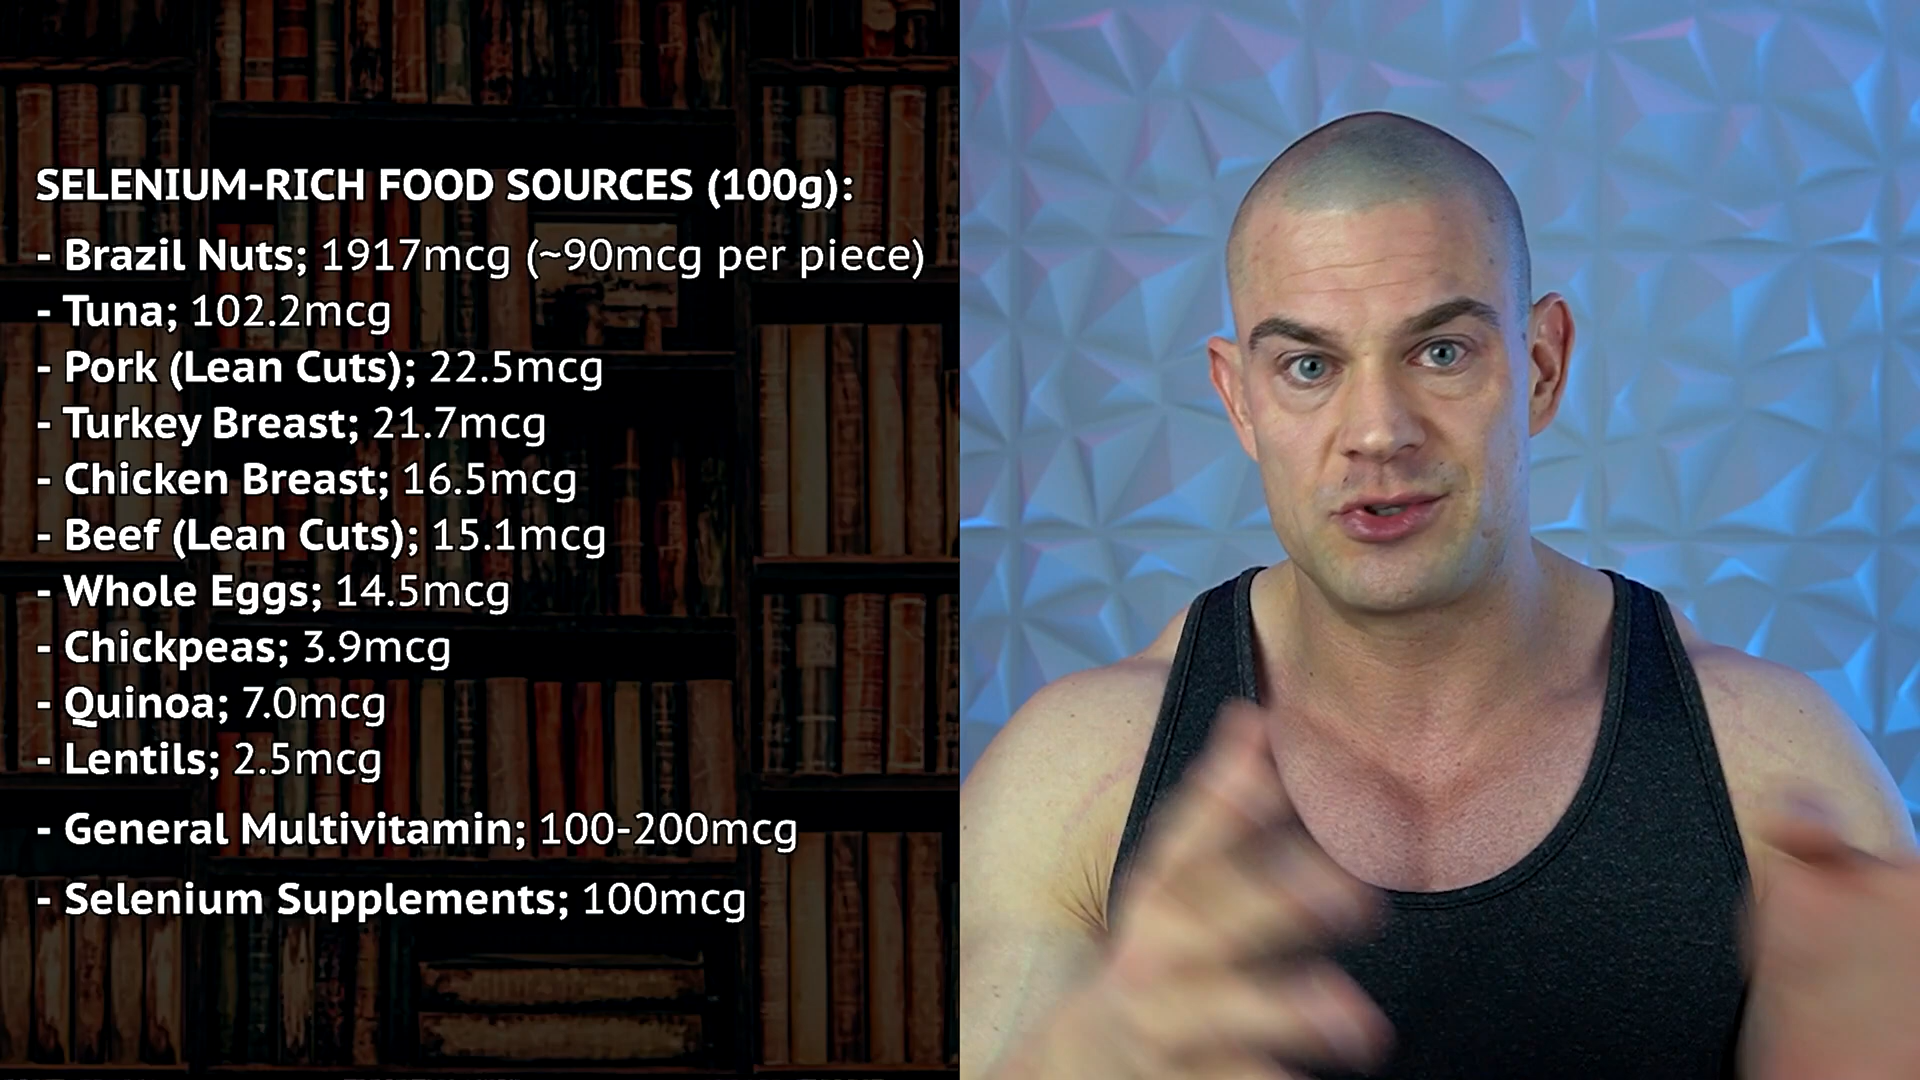 SELENIUM-RICH FOOD SOURCES (100g):
- Brazil Nuts; 1917mcg (~90mcg per piece)
- Tuna; 102.2mcg
- Pork (Lean Cuts); 22.5mcg
- Turkey Breast; 21.7mcg
- Chicken Breast; 16.5mcg
- Beef (Lean Cuts); 15.1mcg
- Whole Eggs; 14.5mcg
- Chickpeas; 3.9mcg
- Quinoa; 7.0mcg
- Lentils; 2.5mcg
- General Multivitamin; 100-200mcg
- Selenium Supplements; 100mcg